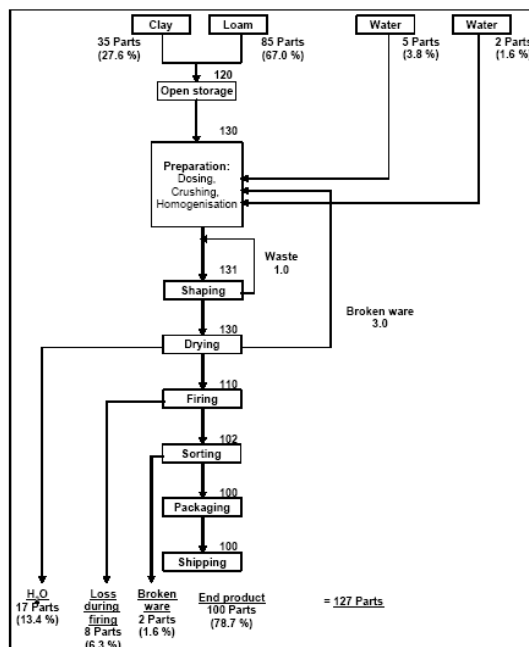 Clay
Loam
Water
Water
35 Parts
(27.6 %)
85 Parts
(67.0 %)
5 Parts
(3.8 %)
2 Parts
(1.6 %)
120
Open storage
130
Preparation:
Dosing,
Crushing,
Homogenisation
Waste
1.0
131
Shaping
Broken ware
3.0
130
Drying
110
Firing
102
Sorting
100
Packaging
100
Shipping
H₂O
17 Parts
(13.4 %)
Loss
during
firing
8 Parts
(6.3 %)
Broken
ware
2 Parts
(1.6 %)
End product
100 Parts
(78.7 %)
= 127 Parts